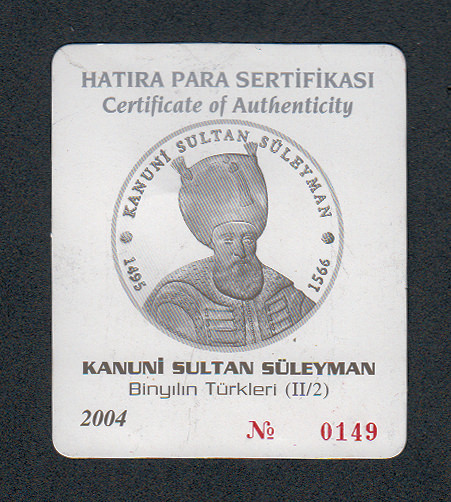 HATIRA PARA SERTİFİKASI
Certificate of Authenticity
KANUNİ SULTAN SÜLEYMAN
1495
1566
KANUNİ SULTAN SÜLEYMAN
Binyılın Türkleri (II/2)
2004
№ 0149